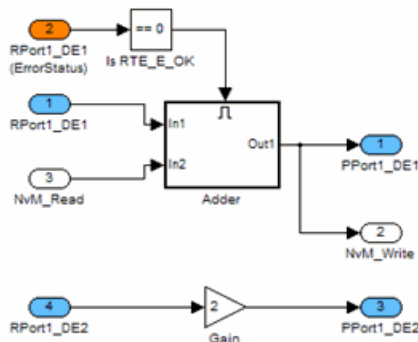 2
RPort1_DE1
(ErrorStatus)
== 0
Is RTE_E_OK
1
RPort1_DE1
In1
In2
Out1
Adder
3
NvM_Read
1
PPort1_DE1
2
NvM_Write
4
RPort1_DE2
2
Gain
3
PPort1_DE2